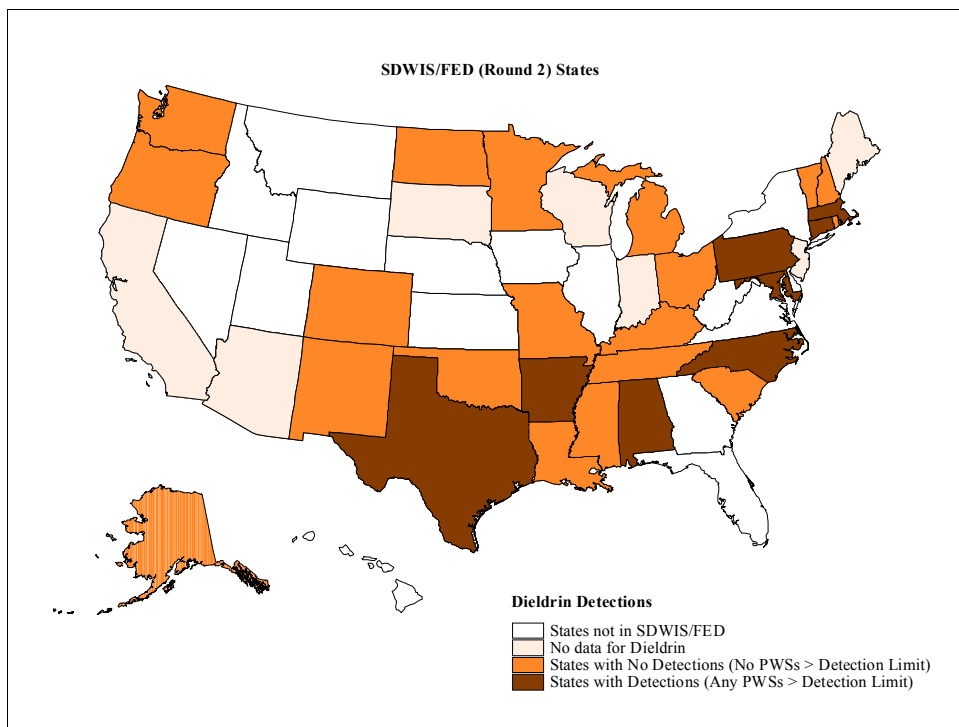 SDWIS/FED (Round 2) States
Dieldrin Detections
States not in SDWIS/FED
No data for Dieldrin
States with No Detections (No PWSs > Detection Limit)
States with Detections (Any PWSs > Detection Limit)